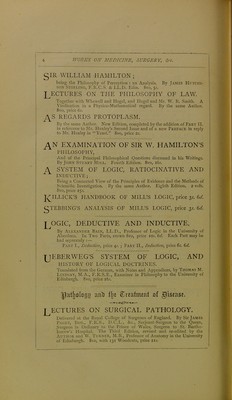 4 WORKS ON MEDICINE, SURGERY, &c.
SIR WILLIAM HAMILTON;
being the Philosophy of Perception: an Analysis. By JAMES HUTCHI-
SON STIRLING, F.R.C.S. & LL.D. Edin. 8vo, 5s.
LECTURES ON THE PHILOSOPHY OF LAW.
Together with Whewell and Hegel, and Hegel and Mr. W. R. Smith. A
Vindication in a Physico-Mathematical regard. By the same Author.
8vo, price 6s.
AS REGARDS PROTOPLASM.
By the same Author. New Edition, completed by the addition of PART II.
in reference to Mr. Huxley's Second Issue and of a new PREFACE in reply
to Mr. Huxley in "YEAST." 8vo, price 2s.
AN EXAMINATION OF SIR W. HAMILTON'S
PHILOSOPHY,
And of the Principal Philosophical Questions discussed in his Writings.
By JOHN STUART MILL. Fourth Edition. 8vo, 16s.
A SYSTEM OF LOGIC, RATIOCINATIVE AND
INDUCTIVE;
Being a Connected View of the Principles of Evidence and the Methods of
Scientific Investigation. By the same Author. Eighth Edition. 2 vols.
8vo, price 25s.
KILLICK'S HANDBOOK OF MILL'S LOGIC, price 3s. 6d.
STEBBING'S ANALYSIS OF MILL'S LOGIC, price 3s. 6d.
LOGIC, DEDUCTIVE AND INDUCTIVE.
By ALEXANDER BAIN, LL.D., Professor of Logic in the University of
Aberdeen. In Two Parts, crown 8vo, price 10s. 6d. Each Part may be
had separately :—
Part I., Deduction, price 4s.; PART II., Induction, price 6s. 6d.
UEBERWEG'S SYSTEM OF LOGIC, AND
HISTORY OF LOGICAL DOCTRINES.
Translated from the German, with Notes and Appendices, by THOMAS M.
LINDSAY, M.A., F.R.S.E., Examiner in Philosophy to the University of
Edinburgh. 8vo, price 16s.
Pathology and the Treatment of Disease.
LECTURES ON SURGICAL PATHOLOGY.
Delivered at the Royal College of Surgeons of England. By Sir JAMES
PAGET, Bart., F.R.S., D.C.L., &c., Serjeant-Surgeon to the Queen,
Surgeon in Ordinary to the Prince of Wales, Surgeon to St. Bartho-
lomew's Hospital. The Third Edition, revised and re-edited by the
AUTHOR and W. TURNER, M.B., Professor of Anatomy in the University
of Edinburgh. 8vo, with 131 Woodcuts, price 21s.